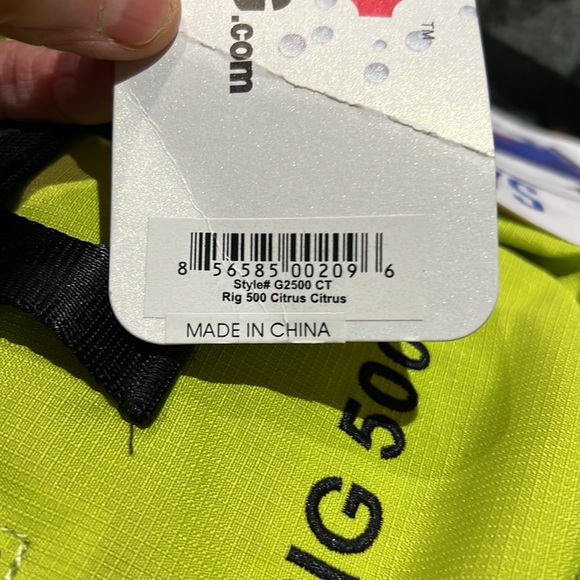 G
.com
TM
8 56585 00209 6
Style# G2500 CT
Rig 500 Citrus Citrus
MADE IN CHINA
RIG 500